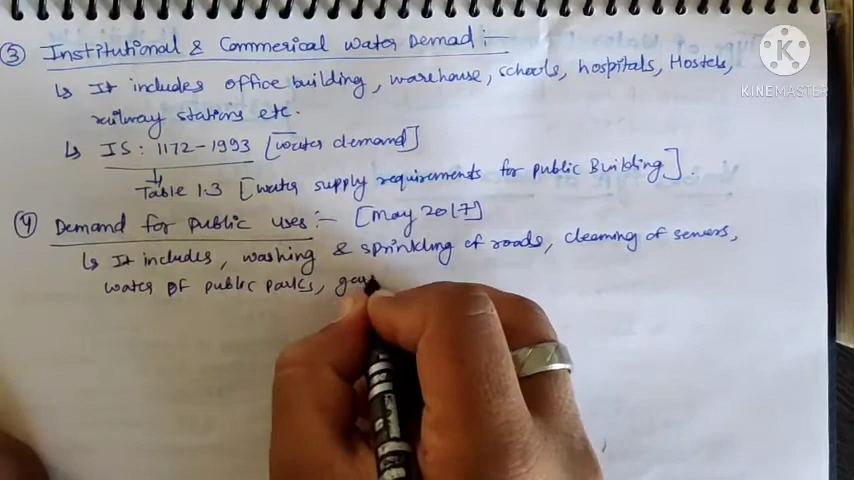 ③ Institutional & Commerical water Demad :-
↳ It includes office building, warehouse, schools, hospitals, Hostels,
railway stations etc.
↳ IS: 1172-1993 [water demand]
Table 1.3 [water supply requirements for public Building].
④ Demand for public uses :- [May 2017]
↳ It includes, washing & sprinkling of roads, cleaning of sewers,
water of public parks,
KINEMASTER